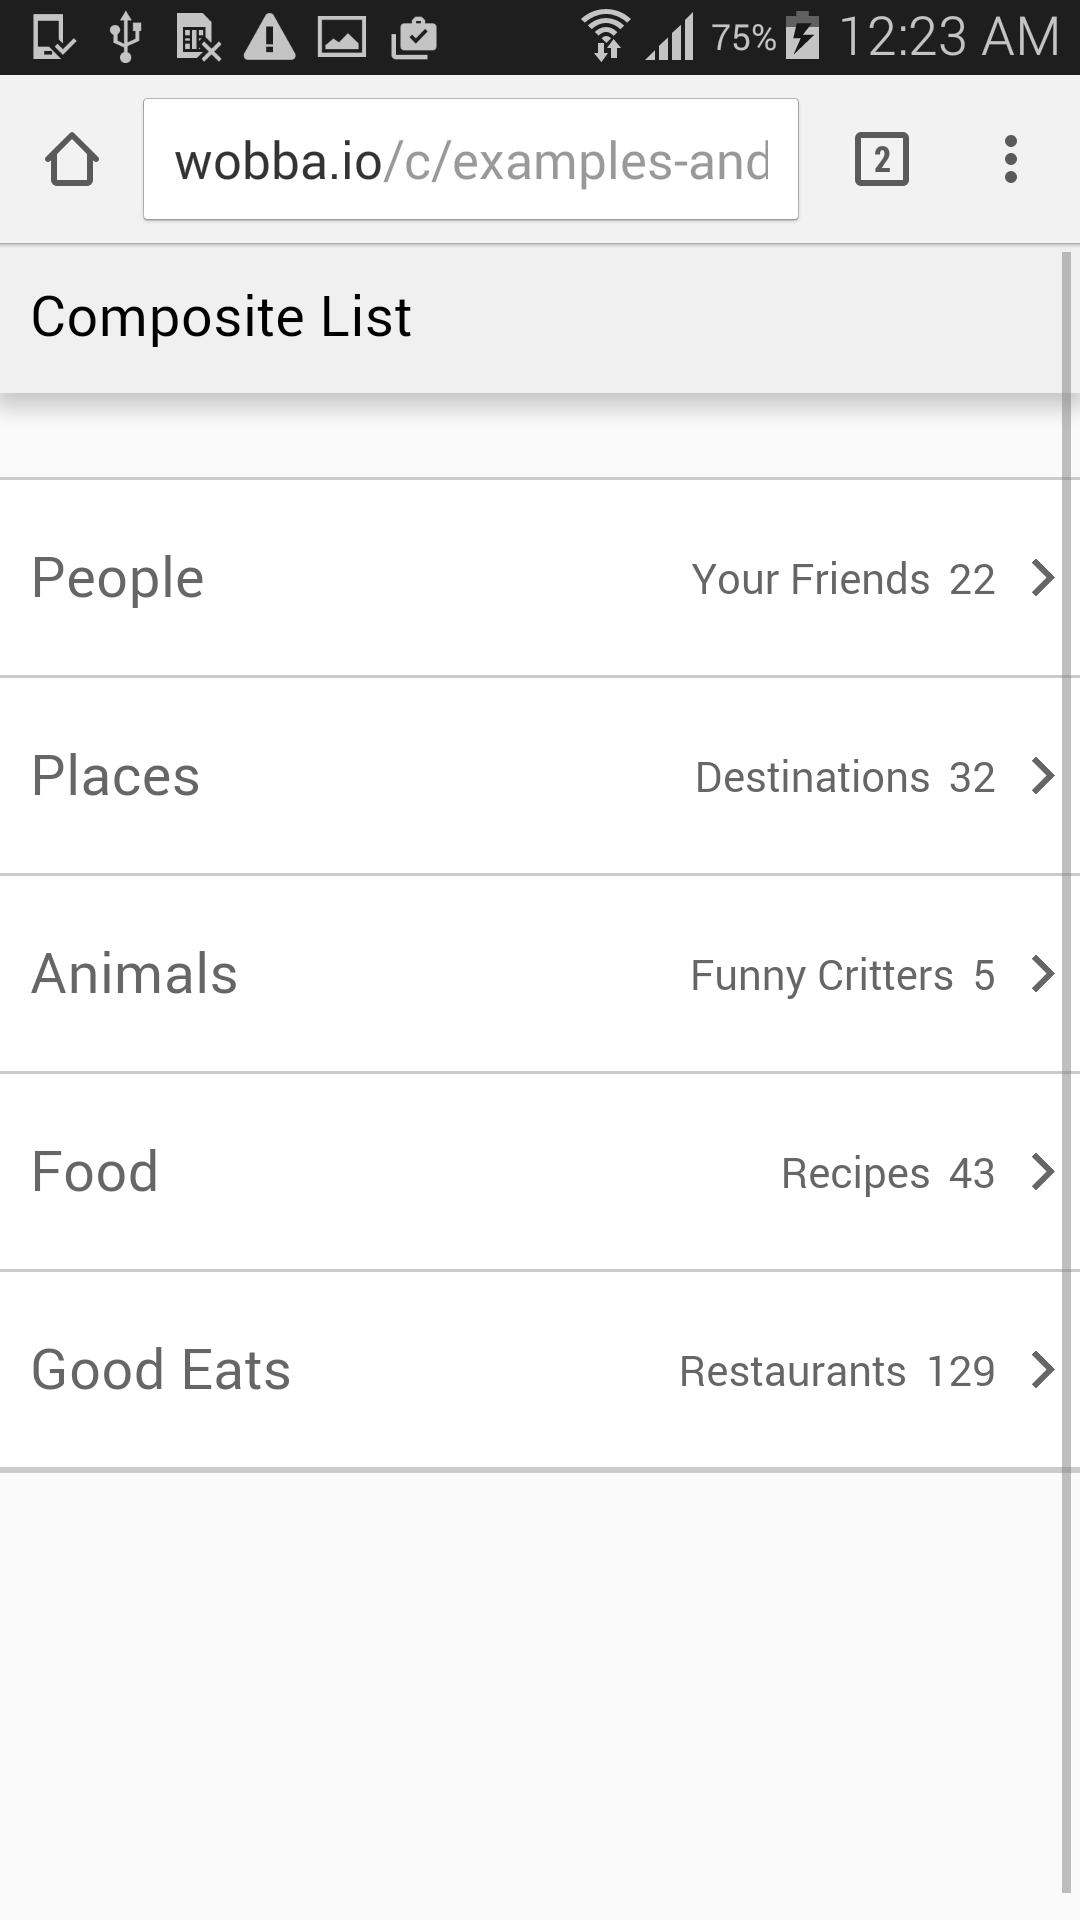 75% 12:23 AM
wobba.io/c/examples-and 2
Composite List
People Your Friends 22
Places Destinations 32
Animals Funny Critters 5
Food Recipes 43
Good Eats Restaurants 129